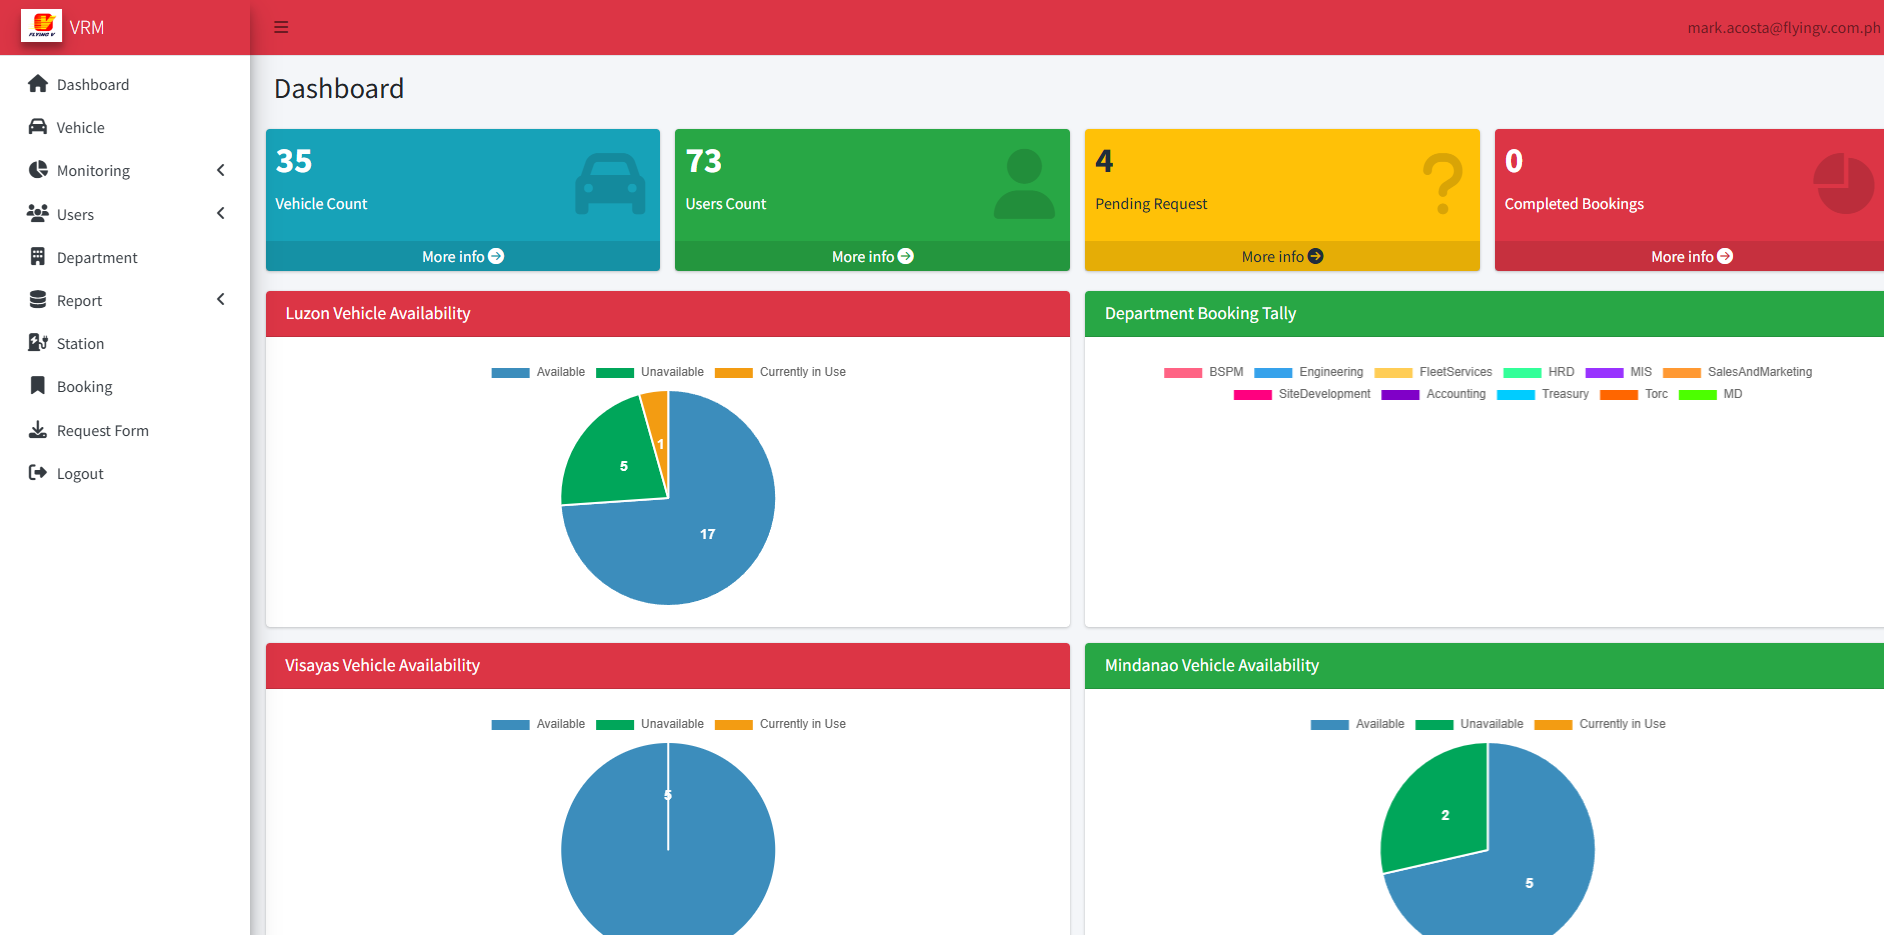 FLYING V
VRM
mark.acosta@flyingv.com.ph
Dashboard
Vehicle
Monitoring
Users
Department
Report
Station
Booking
Request Form
Logout
Dashboard
35
Vehicle Count
More info
73
Users Count
More info
4
Pending Request
More info
0
Completed Bookings
More info
Luzon Vehicle Availability
Available Unavailable Currently in Use
1
5
17
Department Booking Tally
BSPM Engineering FleetServices HRD MIS SalesAndMarketing
SiteDevelopment Accounting Treasury Torc MD
Visayas Vehicle Availability
Available Unavailable Currently in Use
5
Mindanao Vehicle Availability
Available Unavailable Currently in Use
2
5